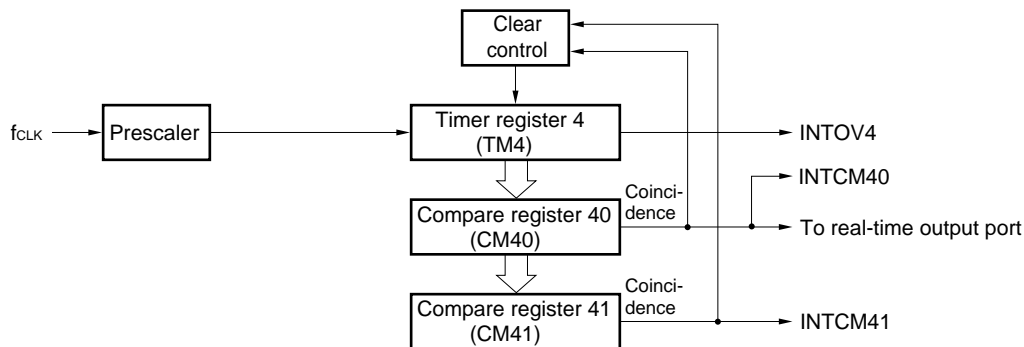 Clear
control
fCLK
Prescaler
Timer register 4
(TM4)
INTOV4
INTCM40
Coinci-
dence
Compare register 40
(CM40)
To real-time output port
Coinci-
dence
Compare register 41
(CM41)
INTCM41